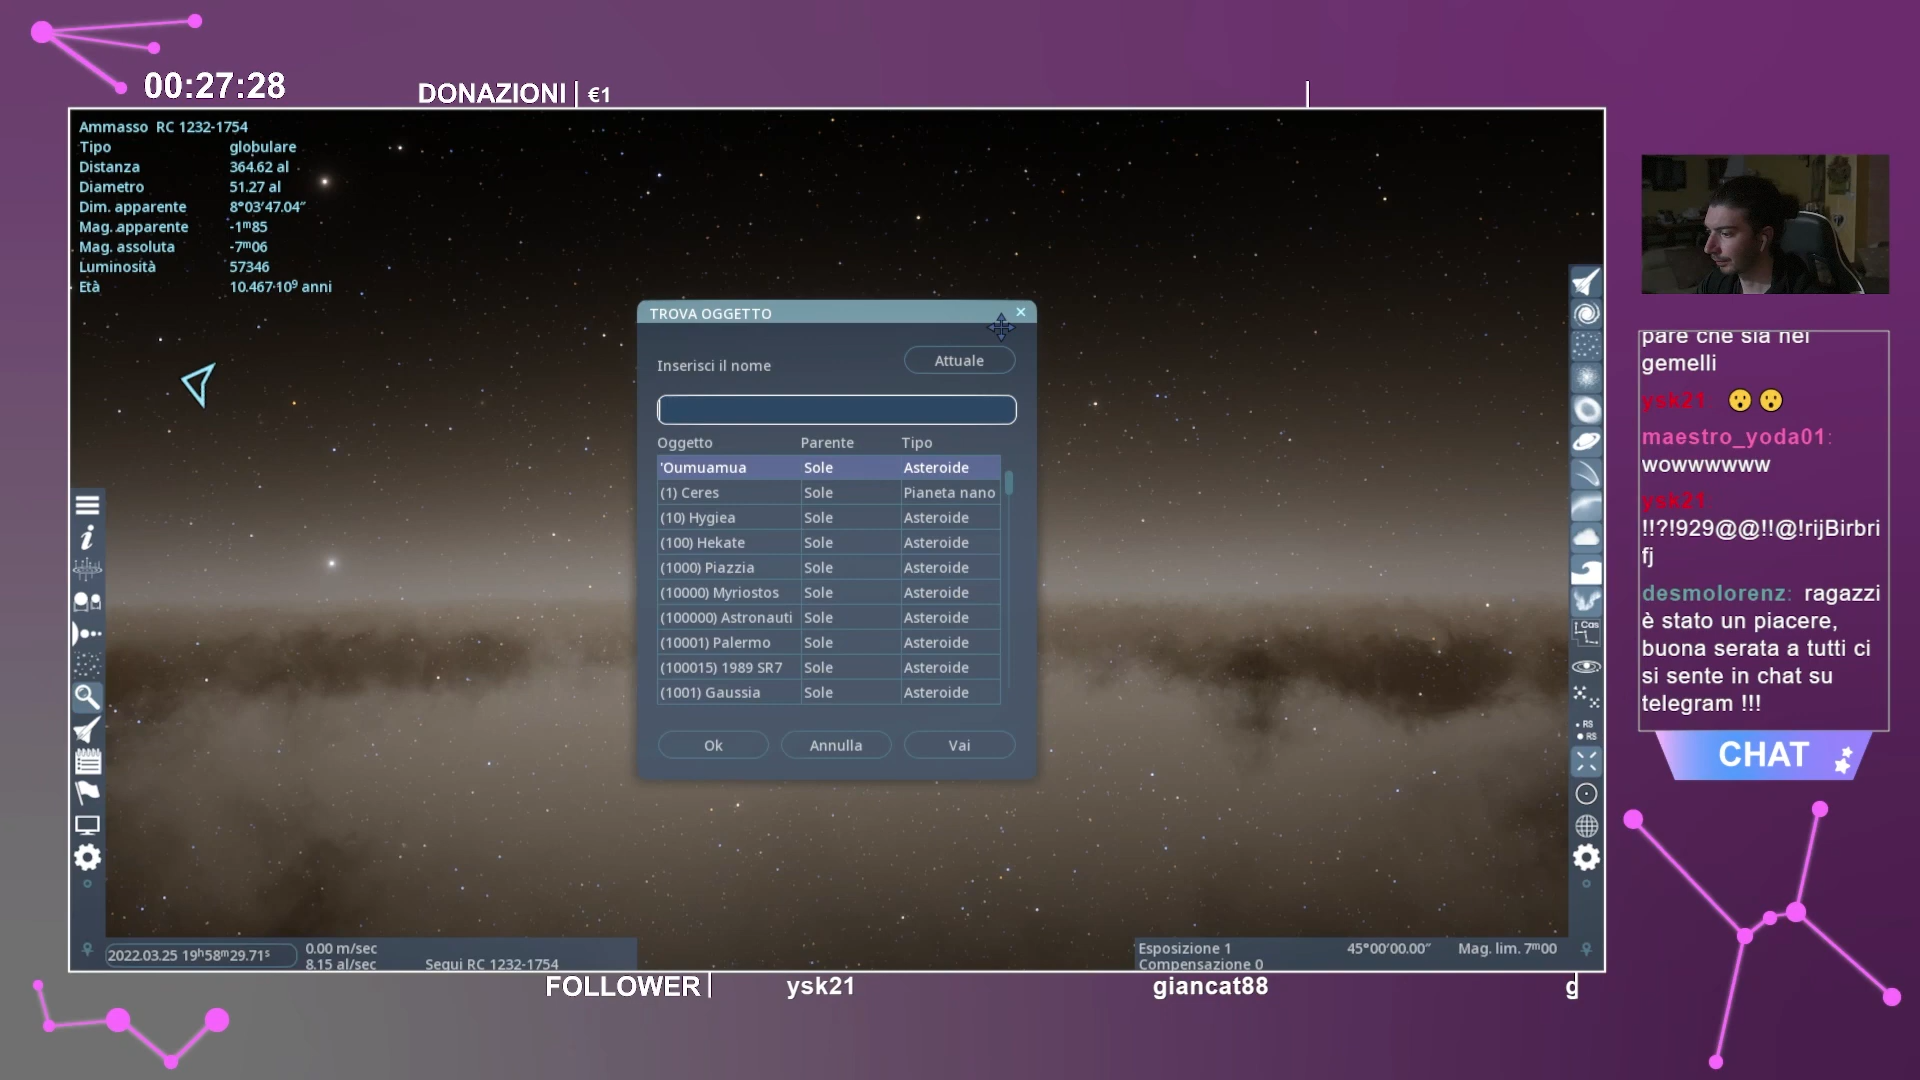 00:27:28
DONAZIONI | €1
Ammasso RC 1232-1754
Tipo globulare
Distanza 364.62 al
Diametro 51.27 al
Dim. apparente 8°03′47.04″
Mag. apparente -1ᵐ85
Mag. assoluta -7ᵐ06
Luminosità 57346
Età 10.467·10⁹ anni
TROVA OGGETTO
Inserisci il nome
Attuale
Oggetto Parente Tipo
'Oumuamua Sole Asteroide
(1) Ceres Sole Pianeta nano
(10) Hygiea Sole Asteroide
(100) Hekate Sole Asteroide
(1000) Piazzia Sole Asteroide
(10000) Myriostos Sole Asteroide
(100000) Astronauti Sole Asteroide
(10001) Palermo Sole Asteroide
(100015) 1989 SR7 Sole Asteroide
(1001) Gaussia Sole Asteroide
Ok Annulla Vai
Cas
RS
RS
2022.03.25 19ʰ58ᵐ29.71ˢ
0.00 m/sec
8.15 al/sec
Segui RC 1232-1754
Esposizione 1
Compensazione 0
45°00′00.00″
Mag. lim. 7ᵐ00
pare che sia nei
gemelli
ysk21: 😮 😮
maestro_yoda01:
wowwwwww
ysk21:
!!?!929@@!!@!rijBirbri
fj
desmolorenz: ragazzi
è stato un piacere,
buona serata a tutti ci
si sente in chat su
telegram !!!
CHAT
FOLLOWER | ysk21 giancat88 g